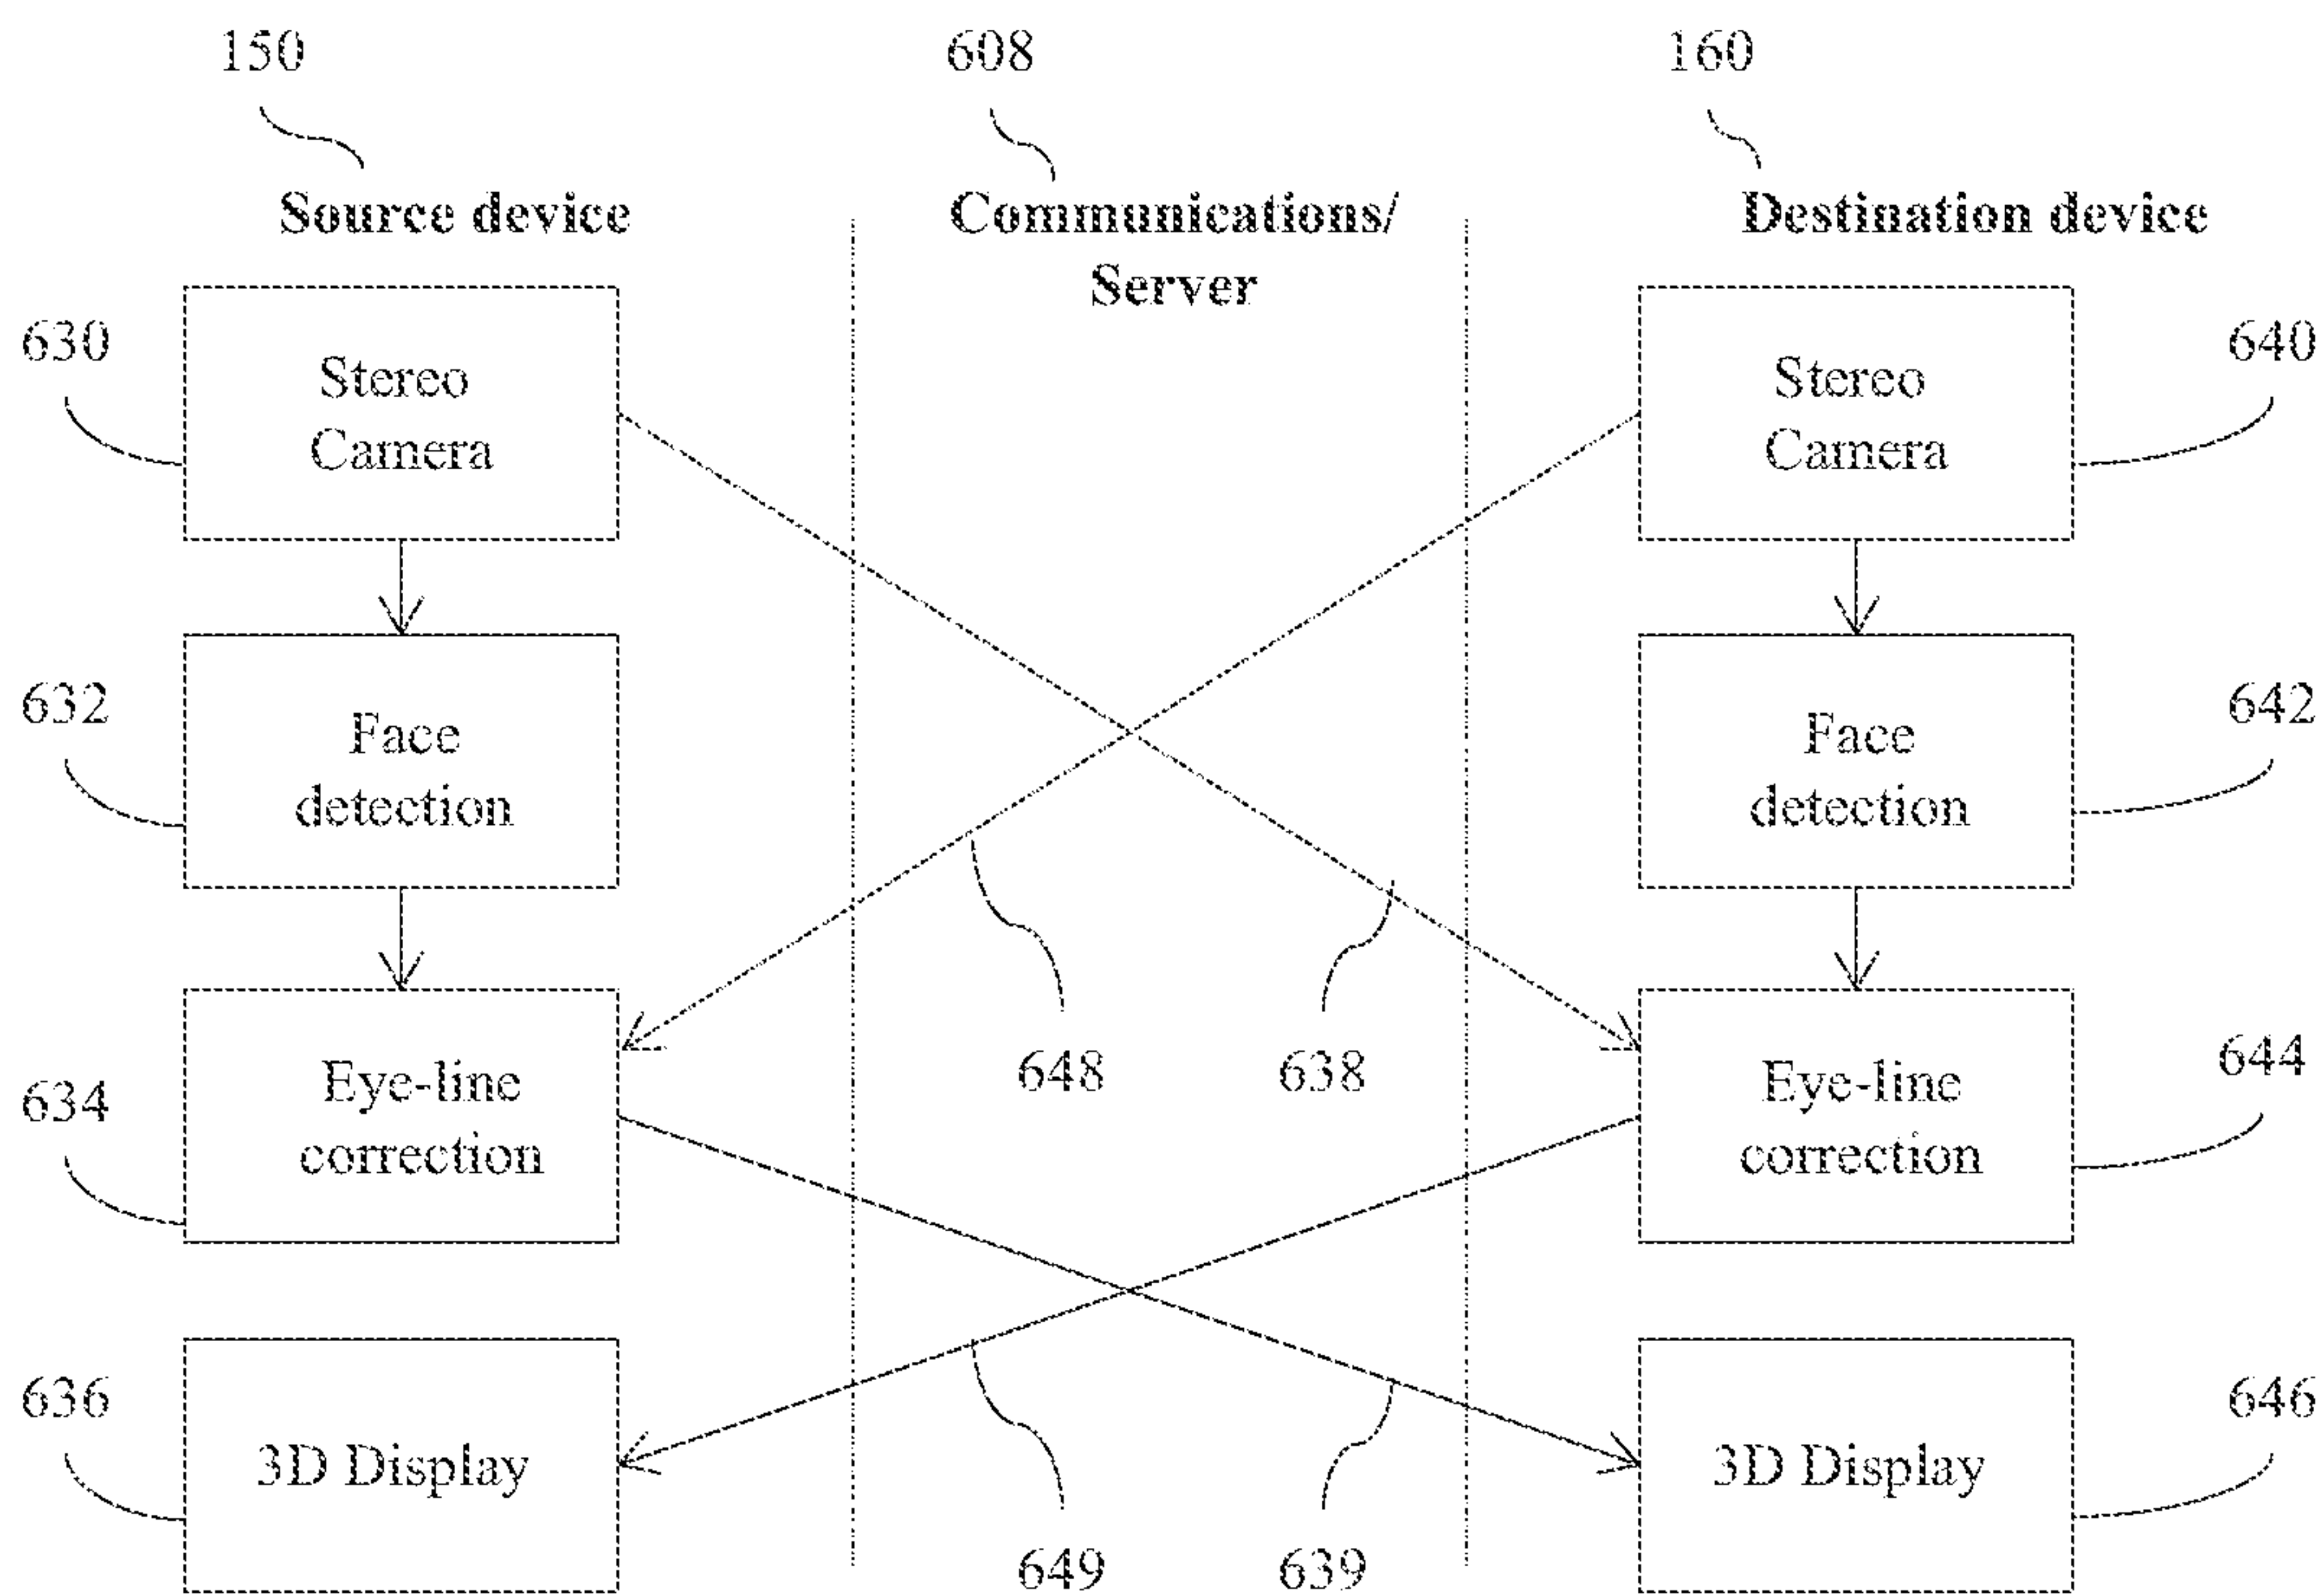 150
608
160
Source device
Communications/
Server
Destination device
630
Stereo
Camera
Stereo
Camera
640
632
Face
detection
Face
detection
642
648
638
634
Eye-line
correction
Eye-line
correction
644
636
3D Display
3D Display
646
649
639